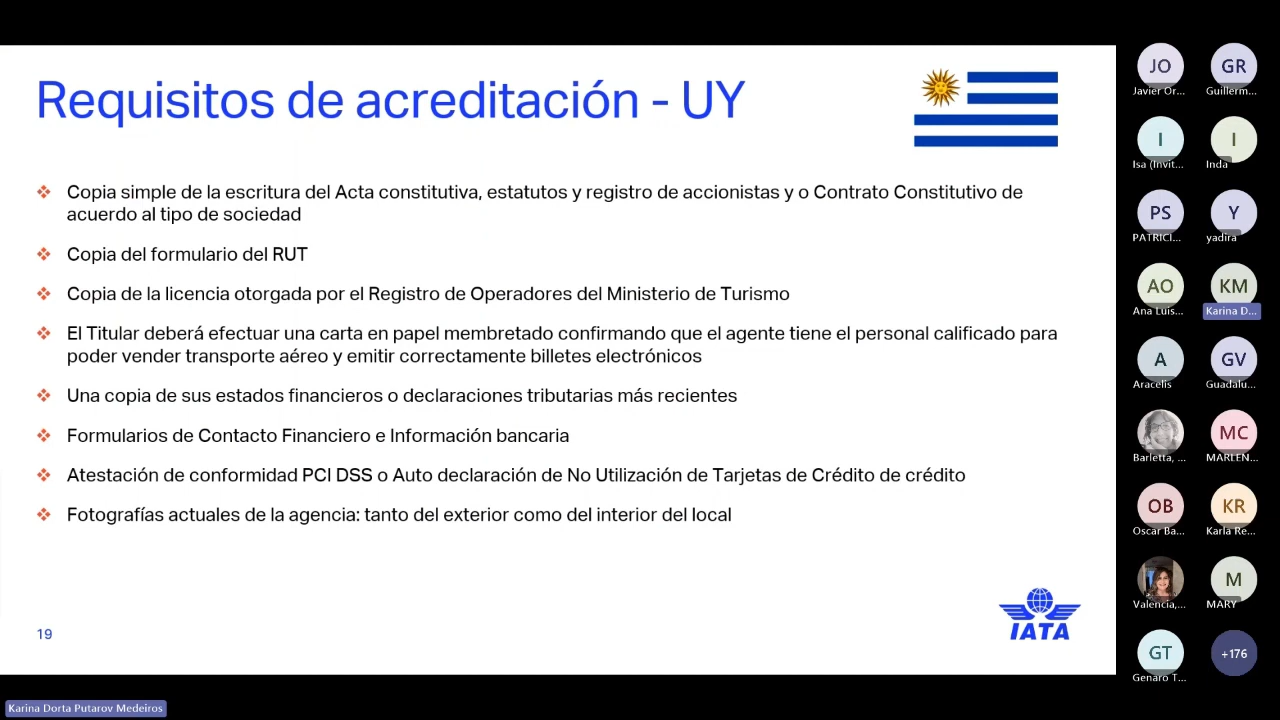 Requisitos de acreditación - UY
❖ Copia simple de la escritura del Acta constitutiva, estatutos y registro de accionistas y o Contrato Constitutivo de
acuerdo al tipo de sociedad
❖ Copia del formulario del RUT
❖ Copia de la licencia otorgada por el Registro de Operadores del Ministerio de Turismo
❖ El Titular deberá efectuar una carta en papel membretado confirmando que el agente tiene el personal calificado para
poder vender transporte aéreo y emitir correctamente billetes electrónicos
❖ Una copia de sus estados financieros o declaraciones tributarias más recientes
❖ Formularios de Contacto Financiero e Información bancaria
❖ Atestación de conformidad PCI DSS o Auto declaración de No Utilización de Tarjetas de Crédito de crédito
❖ Fotografías actuales de la agencia: tanto del exterior como del interior del local
IATA
19
Karina Dorta Putarov Medeiros
JO
Javier Or...
GR
Guillerm...
I
Isa (Invit...
I
Inda
PS
PATRICI...
Y
yadira
AO
Ana Luis...
KM
Karina D...
A
Aracelis
GV
Guadalu...
Barletta, ...
MC
MARLEN...
OB
Oscar Ba...
KR
Karla Re...
Valencia,...
M
MARY
GT
Genaro T...
+176